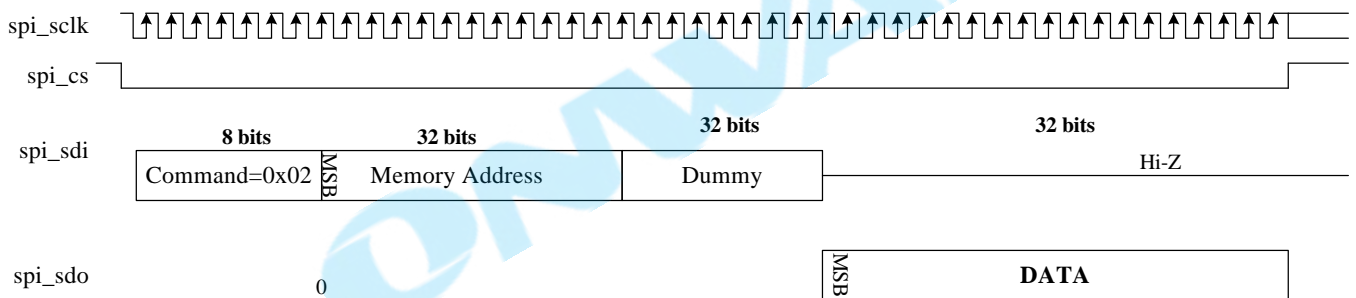 spi_sclk
spi_cs
8 bits 32 bits 32 bits 32 bits
spi_sdi Command=0x02 MSB Memory Address Dummy Hi-Z
spi_sdo 0 MSB DATA